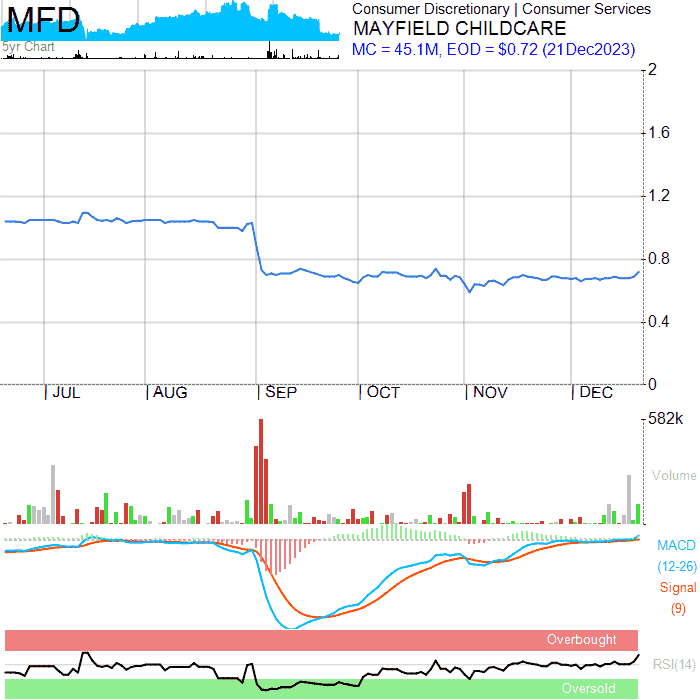 MFD
5yr Chart
Consumer Discretionary | Consumer Services
MAYFIELD CHILDCARE
MC = 45.1M, EOD = $0.72 (21Dec2023)
2
1.6
1.2
0.8
0.4
0
JUL
AUG
SEP
OCT
NOV
DEC
582k
Volume
MACD
(12-26)
Signal
(9)
Overbought
RSI(14)
Oversold